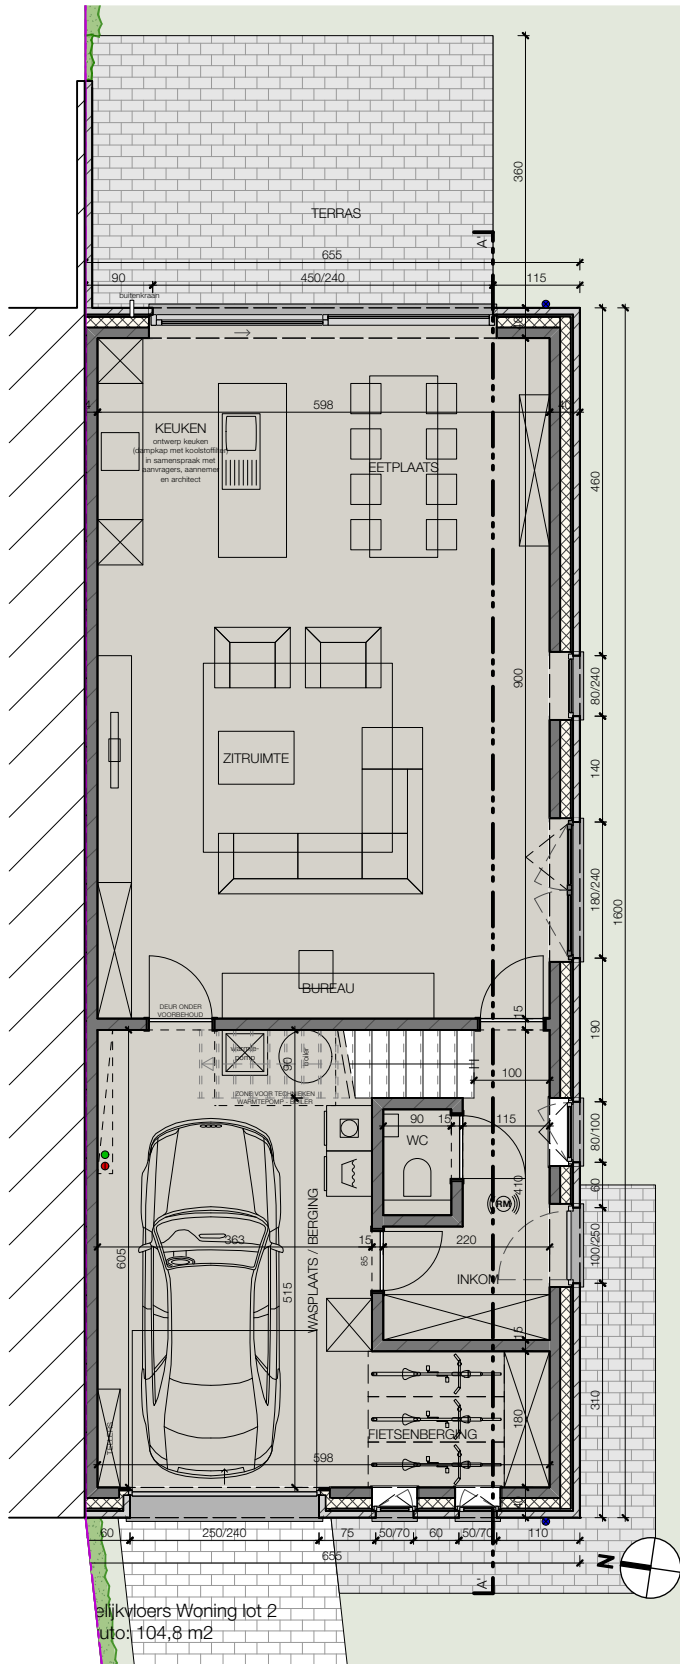 360
TERRAS
A'
655
90
450/240
115
buitenkraan
KEUKEN
ontwerp keuken
(dampkap met koolstoffilter)
in samenspraak met
aanvragers, aannemer
en architect
598
EETPLAATS
460
900
80/240
140
ZITRUIMTE
180/240
1600
BUREAU
DEUR ONDER
VOORBEHOUD
15
190
90
ZONE VOOR TECHNIEKEN
WARMTEPOMP - BOILER
100
90
15
115
WC
80/100
410
60
RM
WASPLAATS / BERGING
363
15
220
605
515
85
INKOM
100/250
15
310
TELLERS
FIETSENBERGING
180
598
60
250/240
75
50/70
60
50/70
110
655
N
A'
elijkvloers Woning lot 2
uto: 104,8 m2